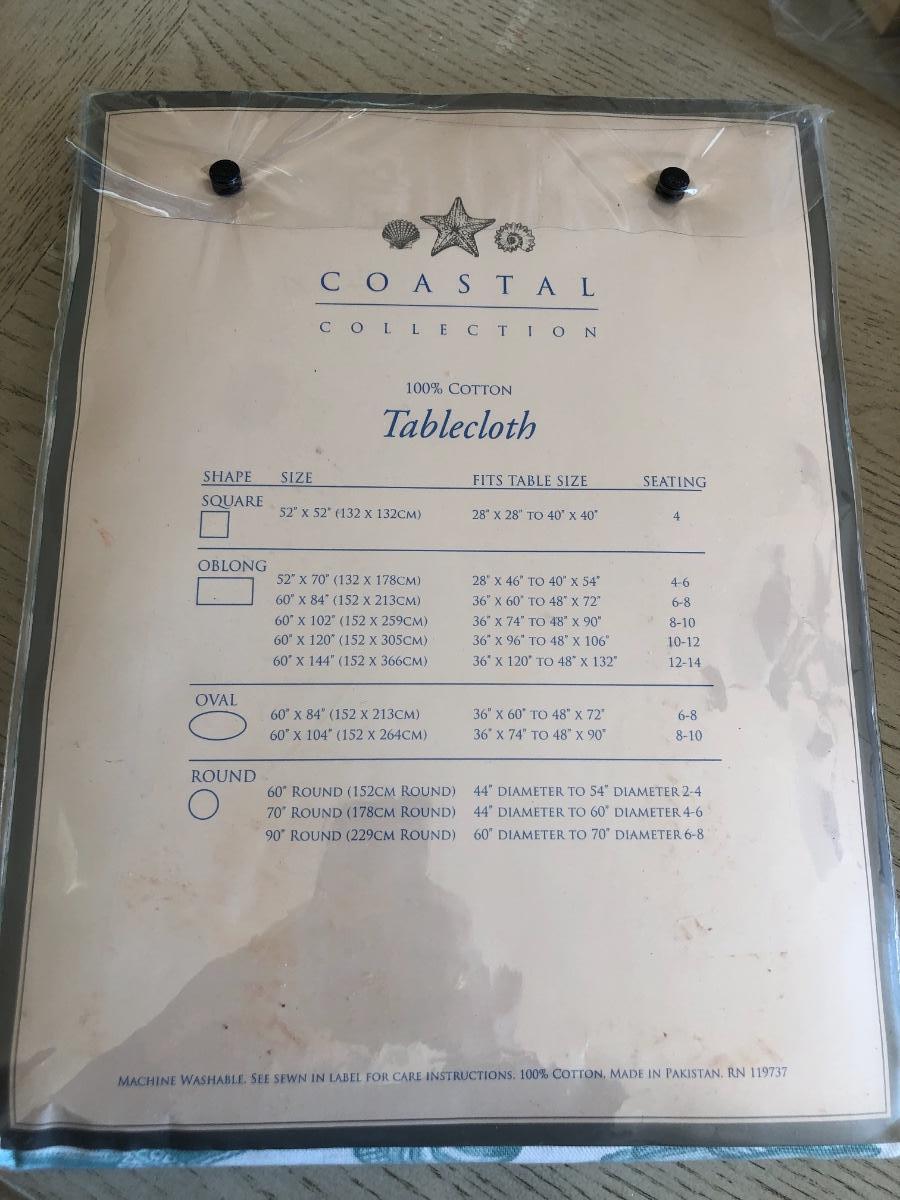 COASTAL
COLLECTION
100% COTTON
Tablecloth
SHAPE SIZE FITS TABLE SIZE SEATING
SQUARE
52" X 52" (132 X 132CM) 28" X 28" TO 40" X 40" 4
OBLONG
52" X 70" (132 X 178CM) 28" X 46" TO 40" X 54" 4-6
60" X 84" (152 X 213CM) 36" X 60" TO 48" X 72" 6-8
60" X 102" (152 X 259CM) 36" X 74" TO 48" X 90" 8-10
60" X 120" (152 X 305CM) 36" X 96" TO 48" X 106" 10-12
60" X 144" (152 X 366CM) 36" X 120" TO 48" X 132" 12-14
OVAL
60" X 84" (152 X 213CM) 36" X 60" TO 48" X 72" 6-8
60" X 104" (152 X 264CM) 36" X 74" TO 48" X 90" 8-10
ROUND
60" ROUND (152CM ROUND) 44" DIAMETER TO 54" DIAMETER 2-4
70" ROUND (178CM ROUND) 44" DIAMETER TO 60" DIAMETER 4-6
90" ROUND (229CM ROUND) 60" DIAMETER TO 70" DIAMETER 6-8
MACHINE WASHABLE. SEE SEWN IN LABEL FOR CARE INSTRUCTIONS. 100% COTTON, MADE IN PAKISTAN. RN 119737